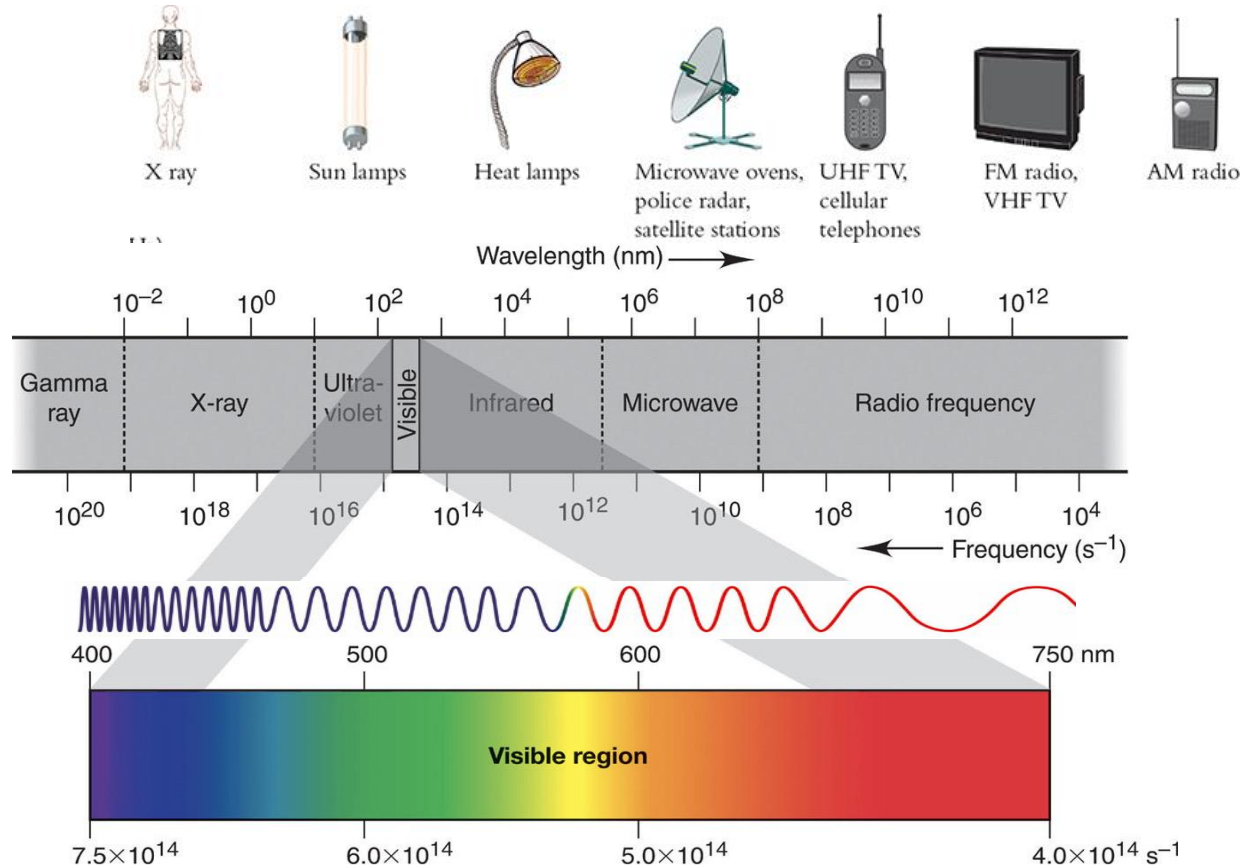 X ray
Sun lamps
Heat lamps
Microwave ovens,
police radar,
satellite stations
UHF TV,
cellular
telephones
FM radio,
VHF TV
AM radio
Wavelength (nm)
10⁻² 10⁰ 10² 10⁴ 10⁶ 10⁸ 10¹⁰ 10¹²
Gamma
ray
X-ray
Ultra-
violet
Visible
Infrared
Microwave
Radio frequency
10²⁰ 10¹⁸ 10¹⁶ 10¹⁴ 10¹² 10¹⁰ 10⁸ 10⁶ 10⁴
Frequency (s⁻¹)
400 500 600 750 nm
Visible region
7.5×10¹⁴ 6.0×10¹⁴ 5.0×10¹⁴ 4.0×10¹⁴ s⁻¹